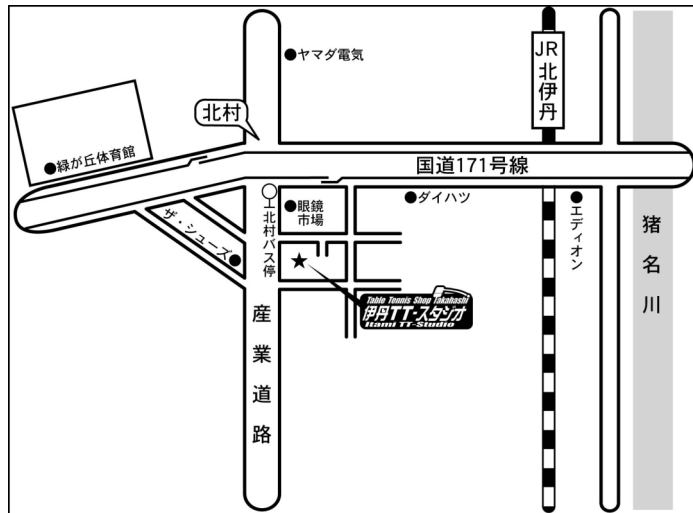 ヤマダ電気
JR
北伊丹
北村
緑が丘体育館
国道171号線
北村バス停
眼鏡
市場
ダイハツ
エディオン
ザ・シューズ
猪名川
Table Tennis Shop Takahashi
伊丹TT-スタジオ
Itami TT-Studio
産業道路